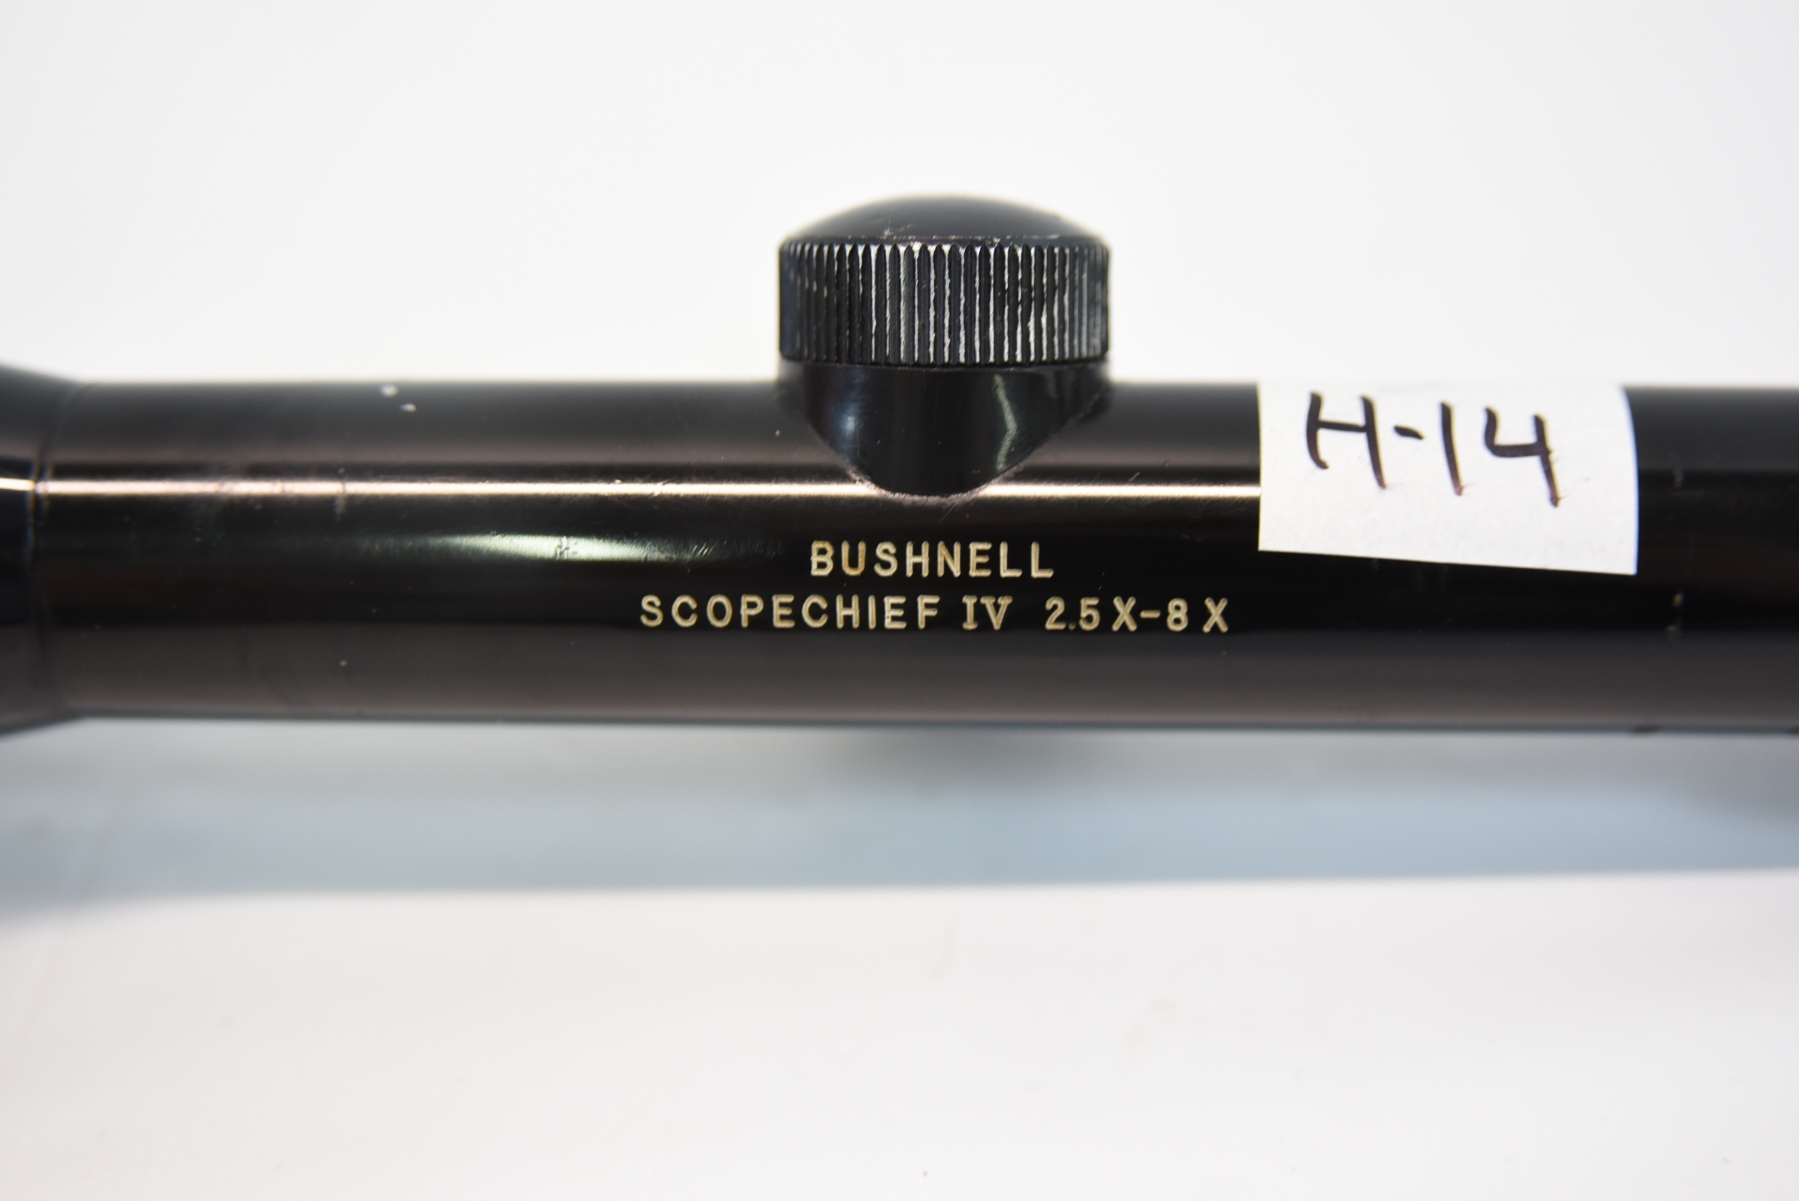 H-14
BUSHNELL
SCOPECHIEF IV 2.5X-8X